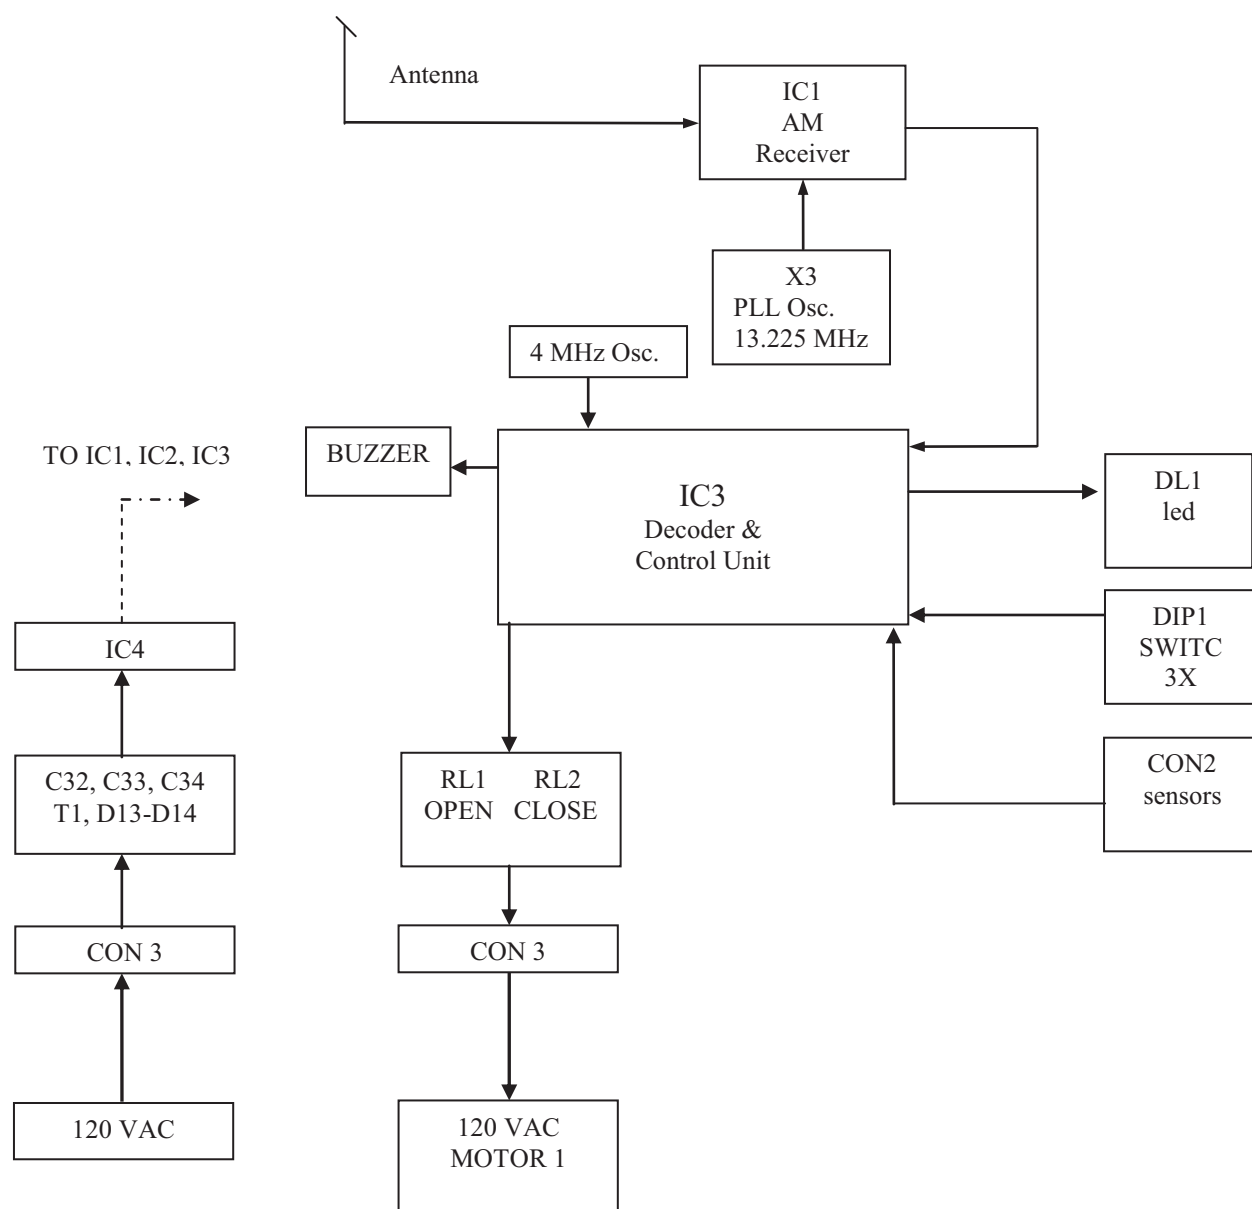 Antenna
IC1
AM
Receiver
X3
PLL Osc.
13.225 MHz
4 MHz Osc.
TO IC1, IC2, IC3
BUZZER
IC3
Decoder &
Control Unit
DL1
led
DIP1
SWITC
3X
IC4
CON2
sensors
C32, C33, C34
T1, D13-D14
RL1 RL2
OPEN CLOSE
CON 3
CON 3
120 VAC
120 VAC
MOTOR 1